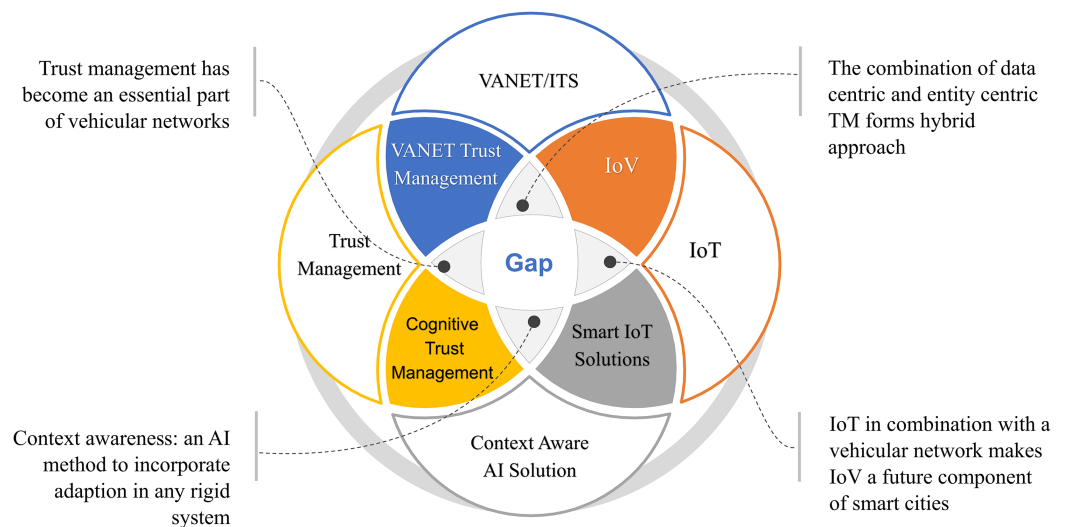 Trust management has
become an essential part
of vehicular networks
VANET/ITS
The combination of data
centric and entity centric
TM forms hybrid
approach
VANET Trust
Management
IoV
Trust
Management
Gap
IoT
Cognitive
Trust
Management
Smart IoT
Solutions
Context Aware
AI Solution
Context awareness: an AI
method to incorporate
adaption in any rigid
system
IoT in combination with a
vehicular network makes
IoV a future component
of smart cities